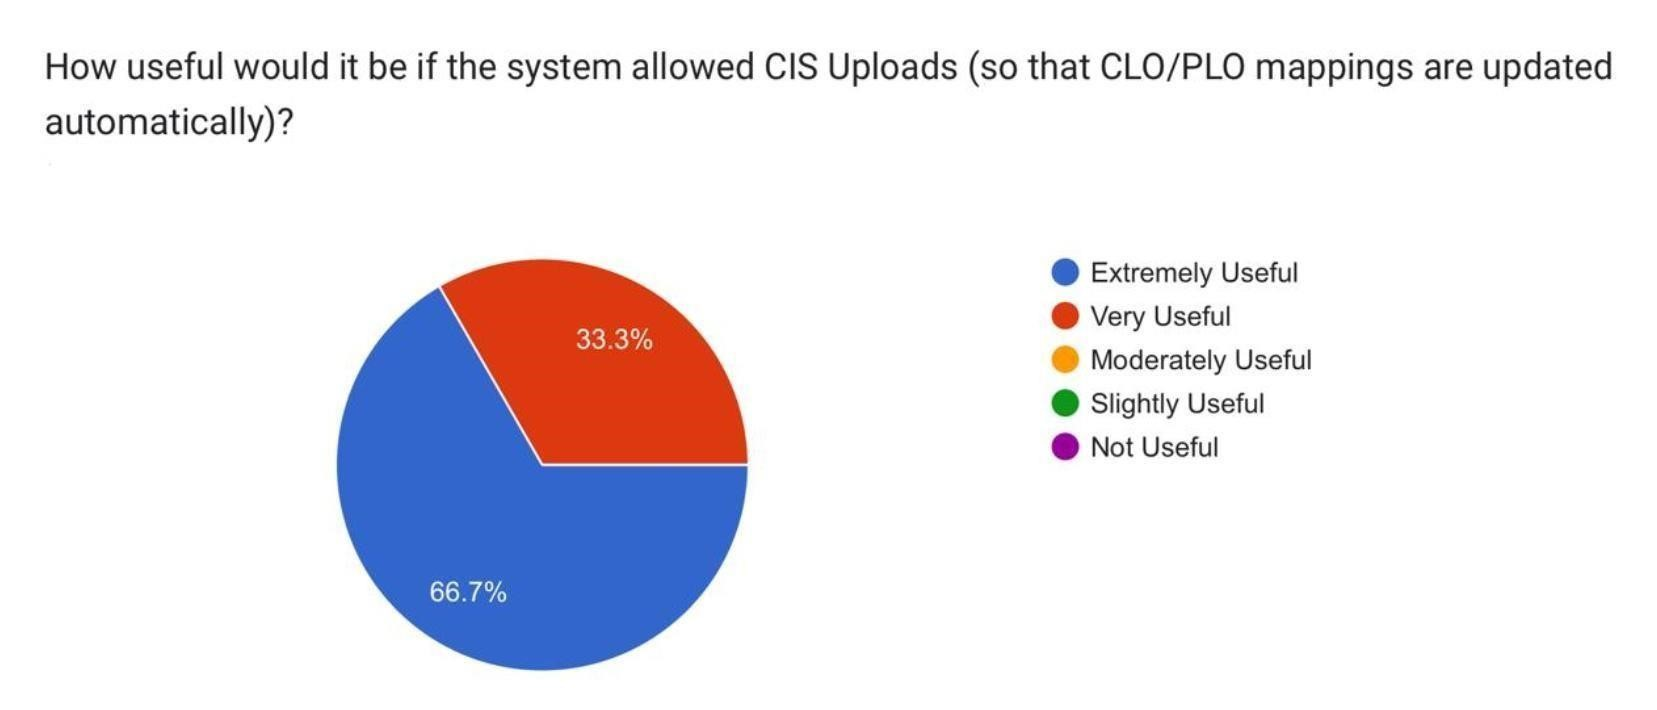 How useful would it be if the system allowed CIS Uploads (so that CLO/PLO mappings are updated
automatically)?
33.3%
66.7%
Extremely Useful
Very Useful
Moderately Useful
Slightly Useful
Not Useful